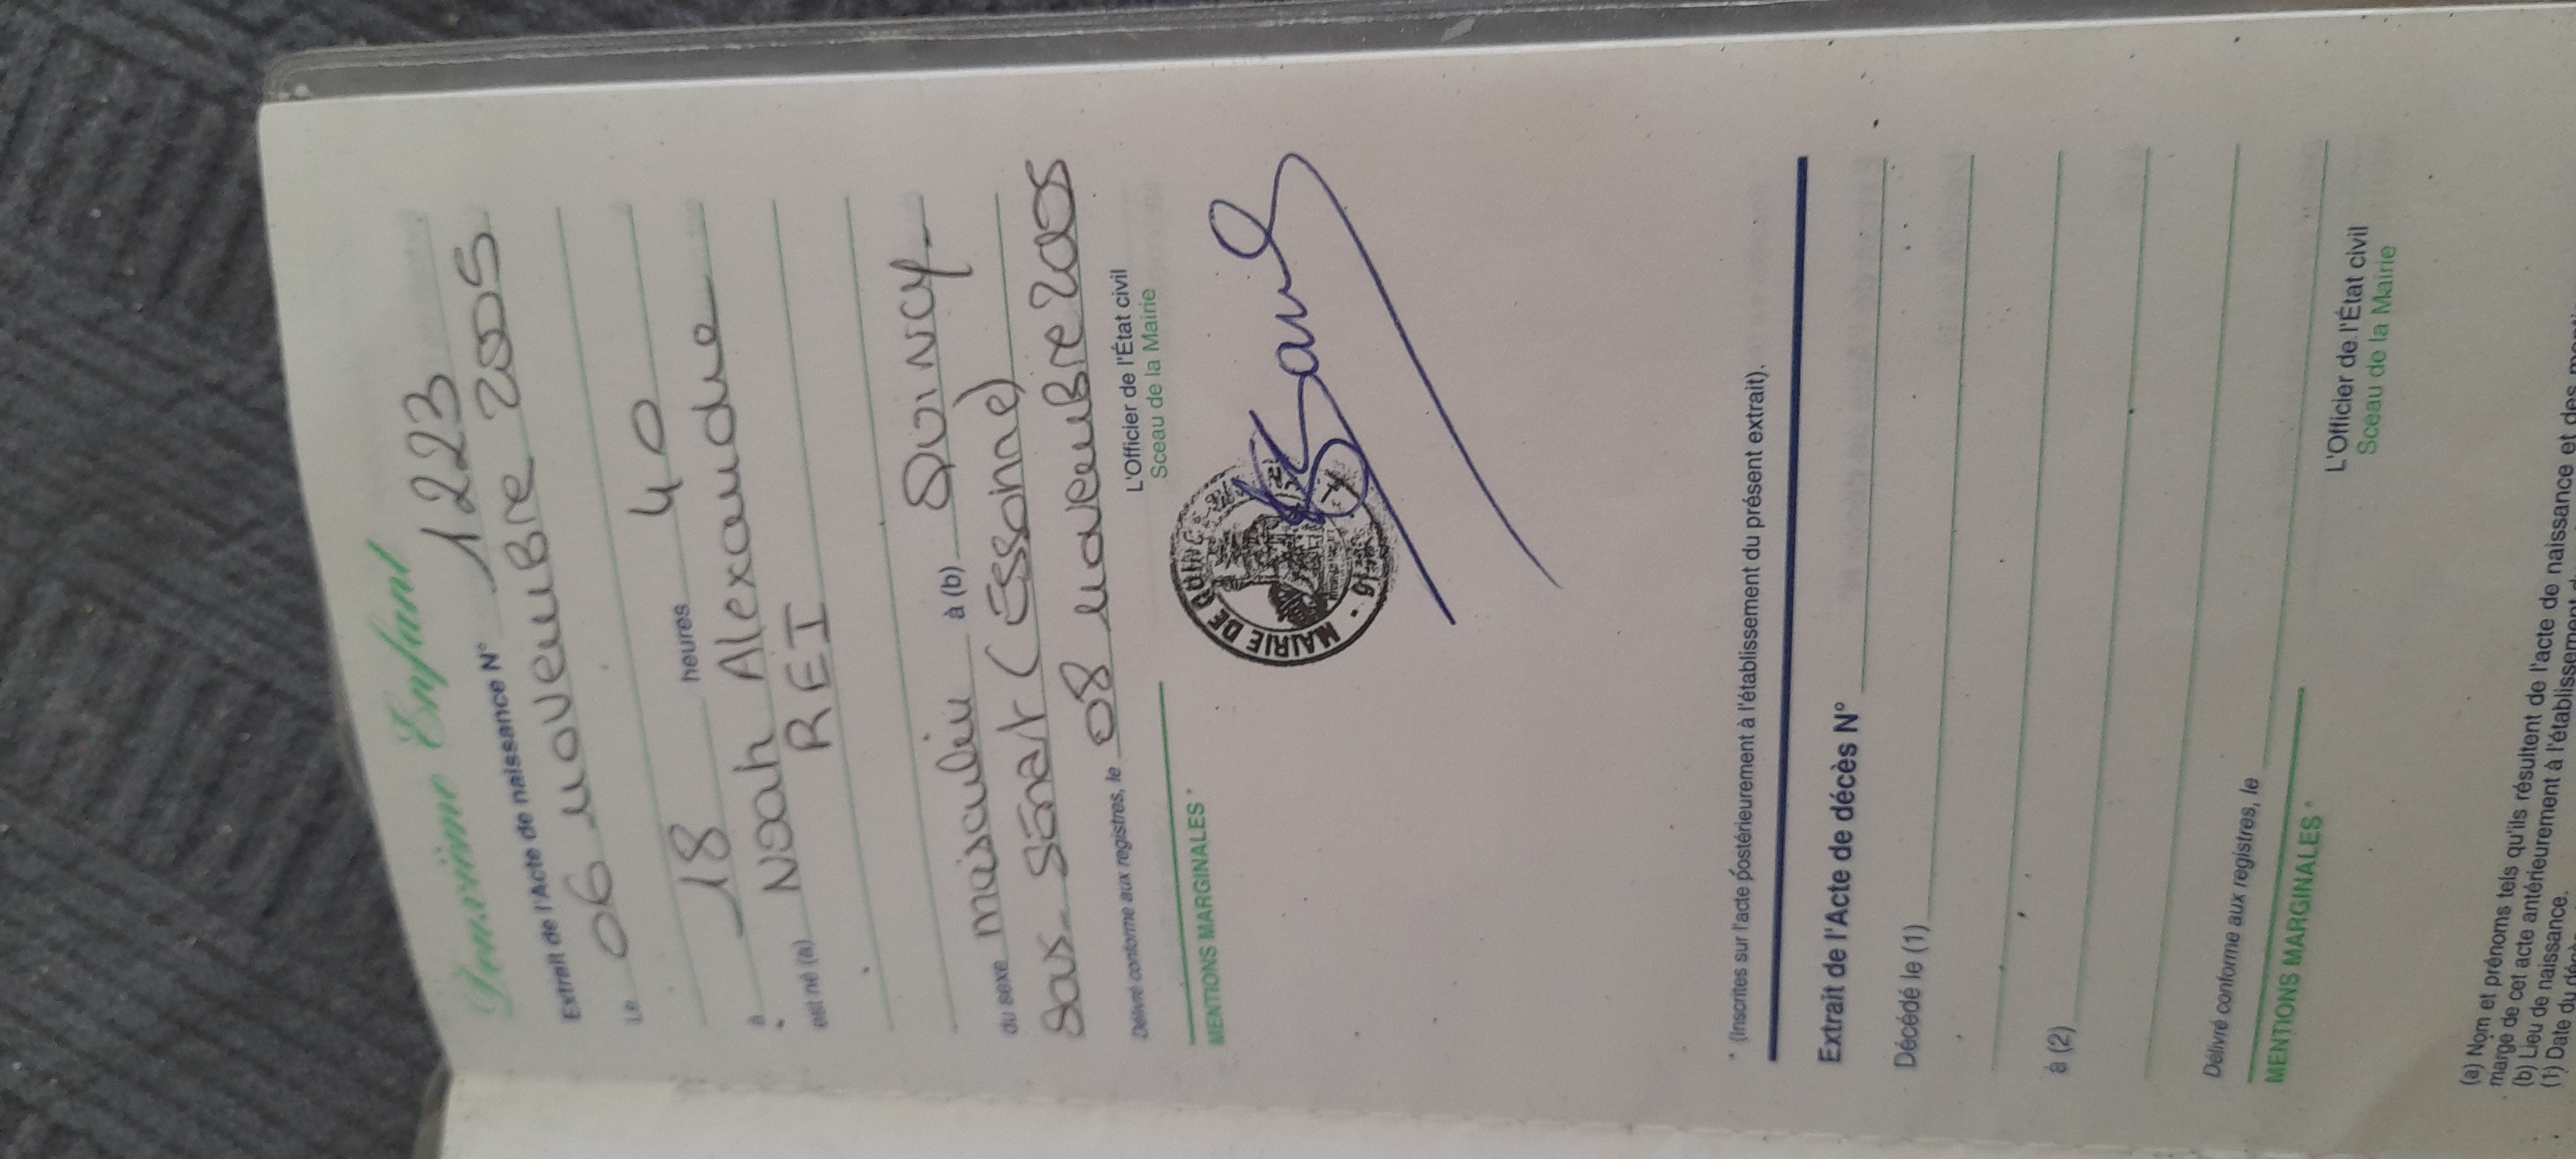 Deuxième Enfant
Extrait de l'Acte de naissance N° 1223
Le 06 novembre 2005
à 18 heures 40
est né (a) Noah Alexandre
REI
du sexe masculin à (b) QUINCY-
sous-Sénart (Essonne)
Délivré conforme aux registres, le 08 novembre 2005
L'Officier de l'État civil
Sceau de la Mairie
MENTIONS MARGINALES *
MAIRIE DE QUINC
* (Inscrites sur l'acte postérieurement à l'établissement du présent extrait).
Extrait de l'Acte de décès N°
Décédé le (1)
à (2)
Délivré conforme aux registres, le
L'Officier de l'État civil
Sceau de la Mairie
MENTIONS MARGINALES *
(a) Nom et prénoms tels qu'ils résultent de l'acte de naissance et des
marge de cet acte antérieurement à l'établissement
(b) Lieu de naissance.
(1) Date du